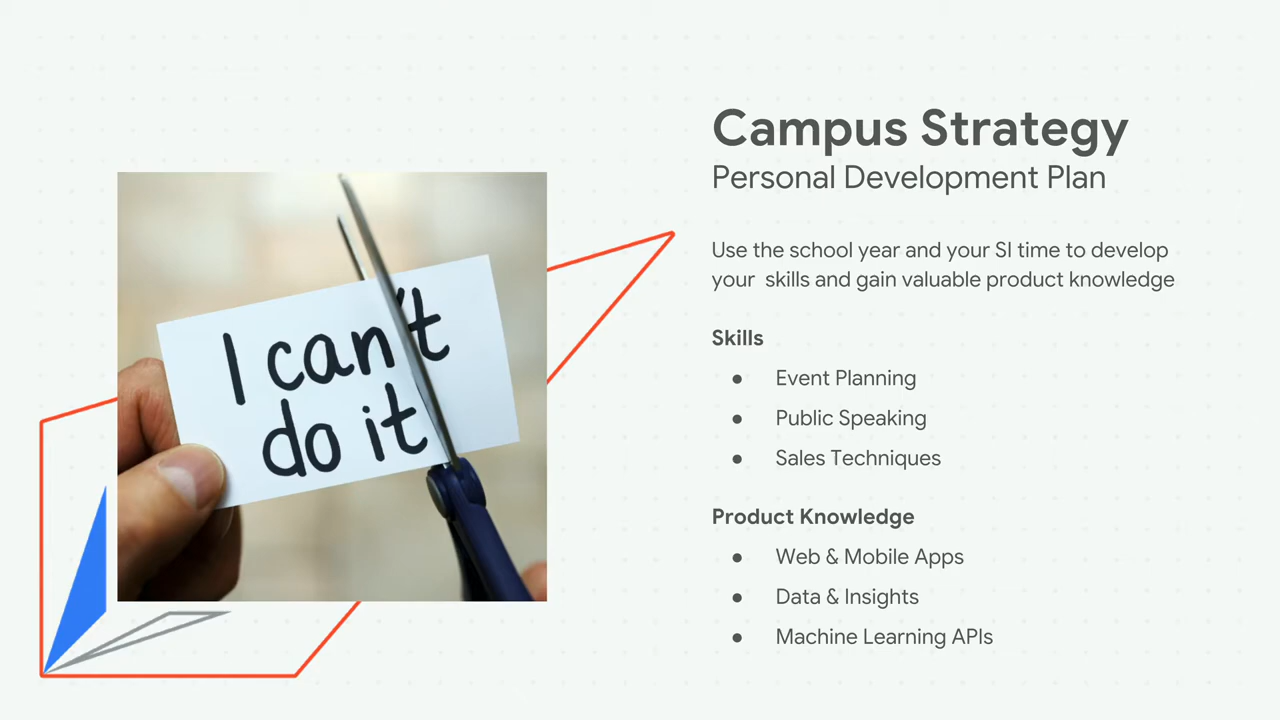 Campus Strategy
Personal Development Plan
I can't
do it
Use the school year and your SI time to develop
your  skills and gain valuable product knowledge
Skills
● Event Planning
● Public Speaking
● Sales Techniques
Product Knowledge
● Web & Mobile Apps
● Data & Insights
● Machine Learning APIs